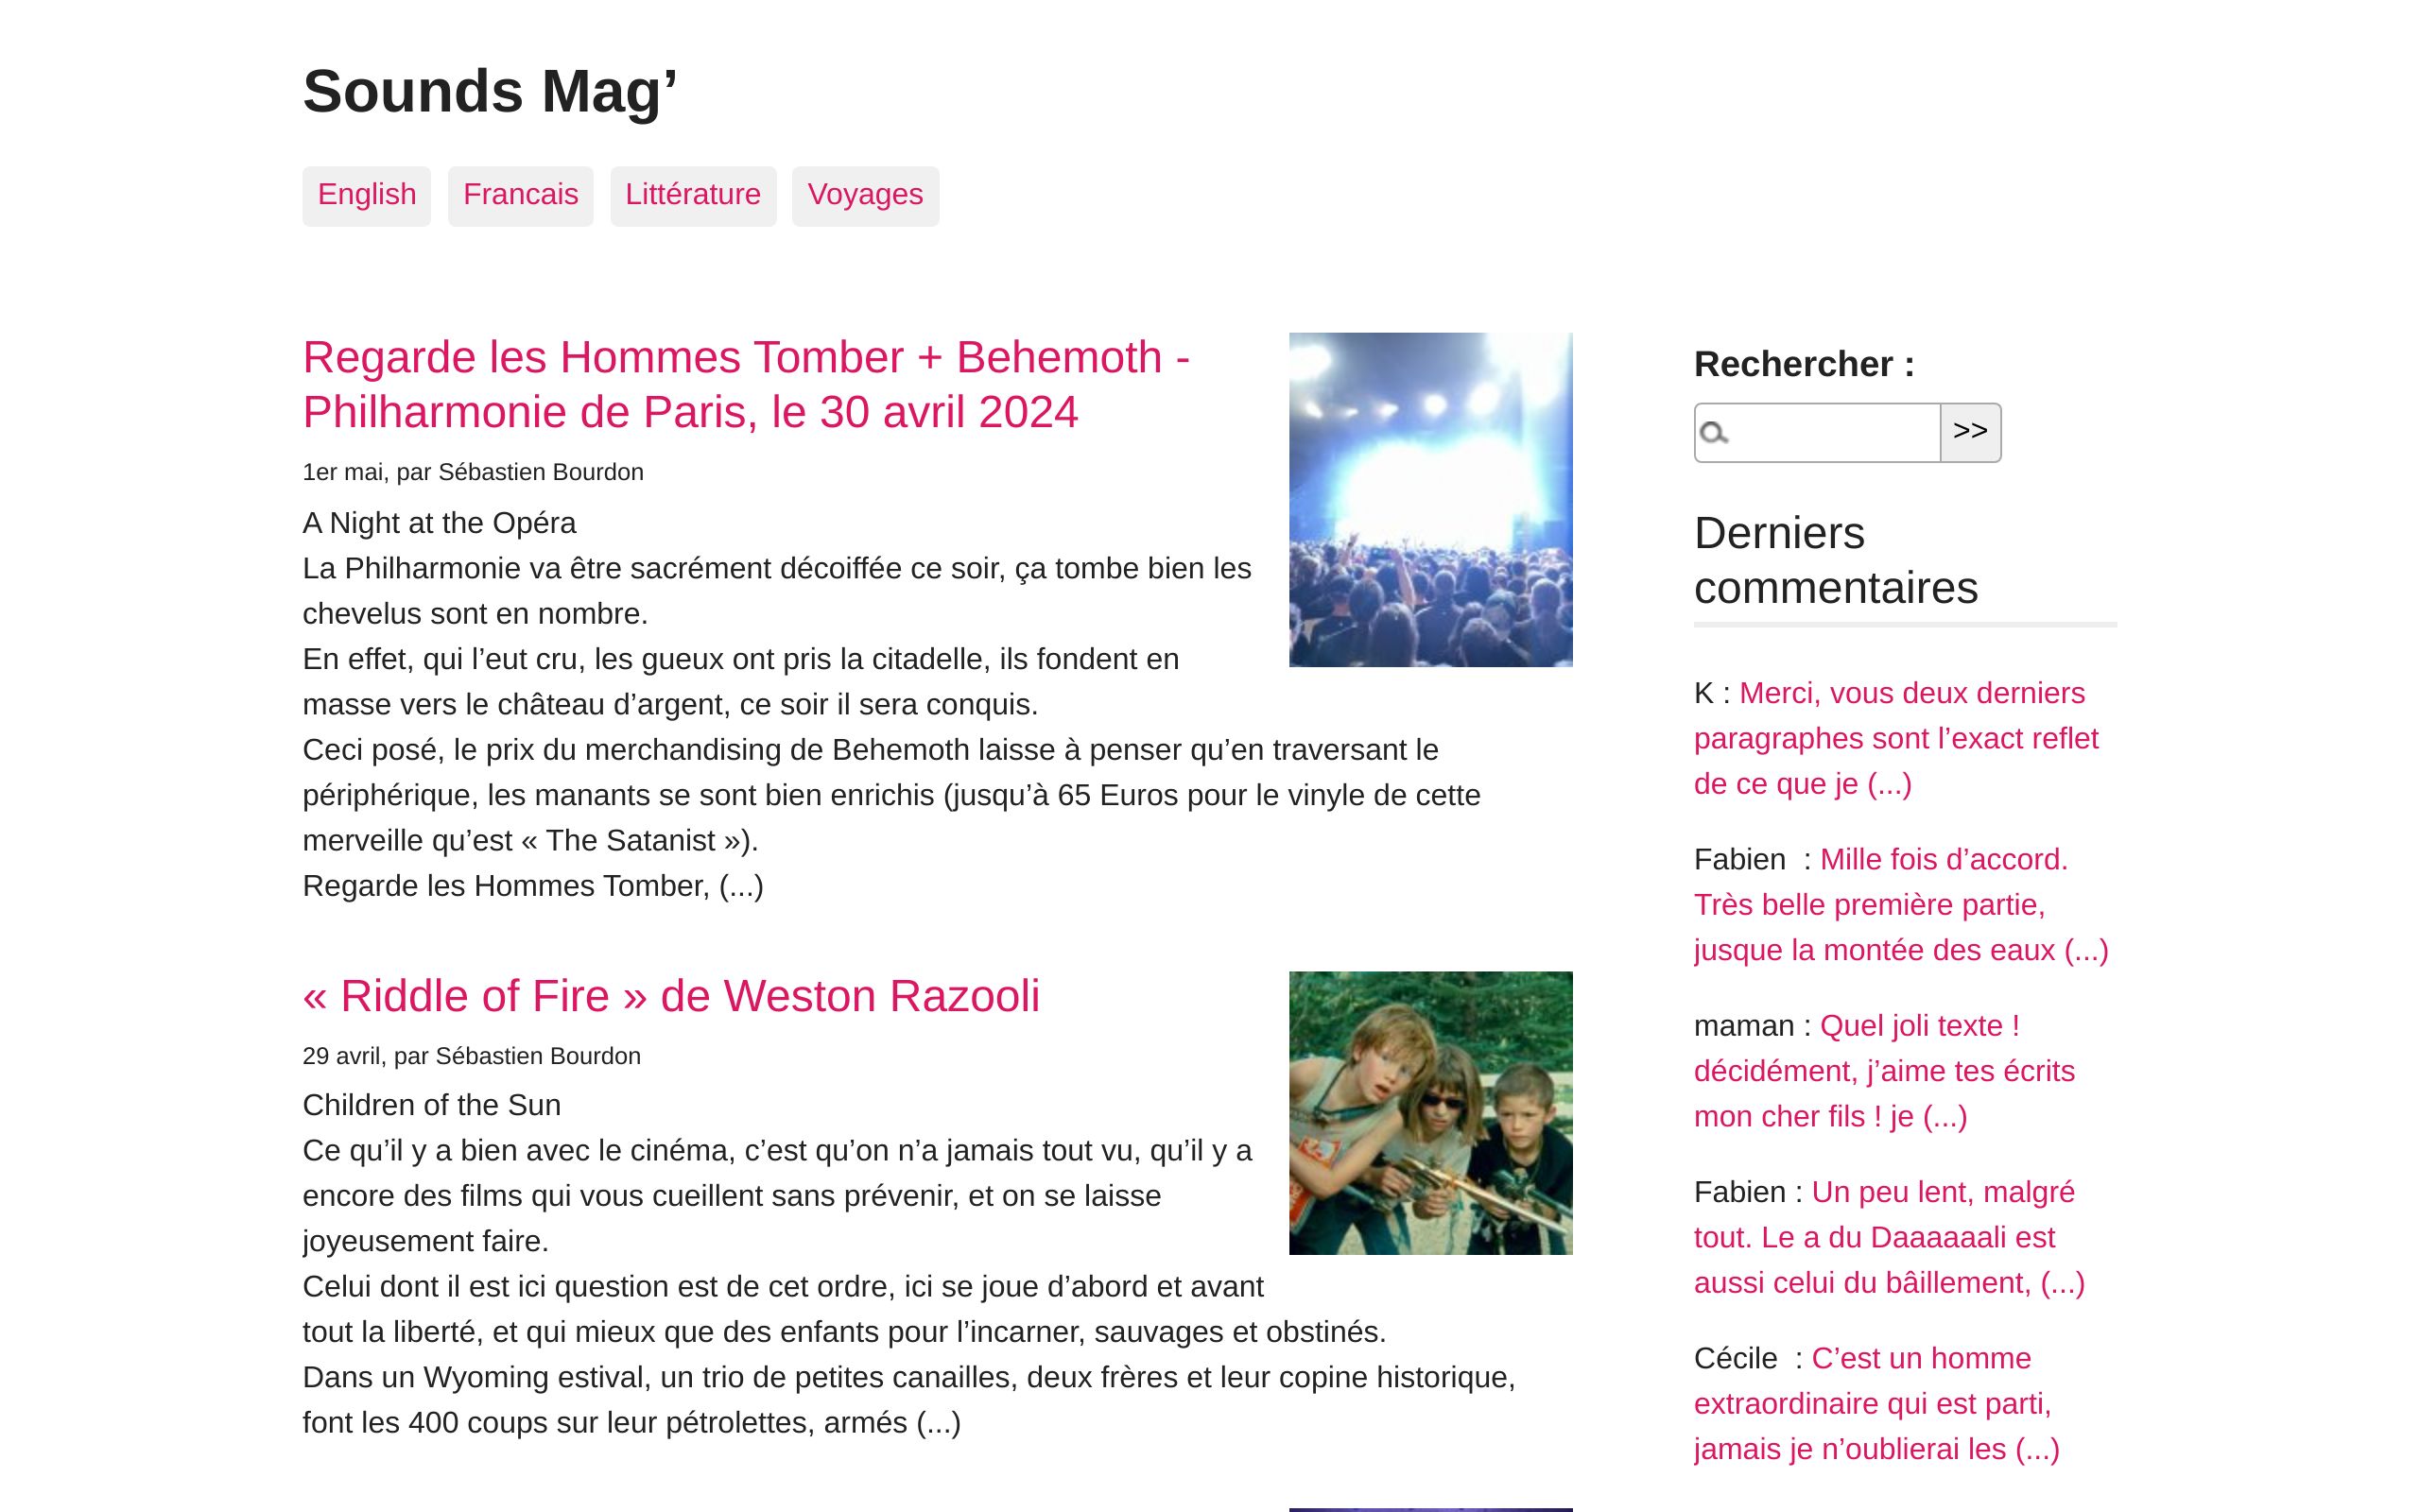 Sounds Mag’
English Francais Littérature Voyages
Regarde les Hommes Tomber + Behemoth -
Philharmonie de Paris, le 30 avril 2024
1er mai, par Sébastien Bourdon
A Night at the Opéra
La Philharmonie va être sacrément décoiffée ce soir, ça tombe bien les
chevelus sont en nombre.
En effet, qui l’eut cru, les gueux ont pris la citadelle, ils fondent en
masse vers le château d’argent, ce soir il sera conquis.
Ceci posé, le prix du merchandising de Behemoth laisse à penser qu’en traversant le
périphérique, les manants se sont bien enrichis (jusqu’à 65 Euros pour le vinyle de cette
merveille qu’est « The Satanist »).
Regarde les Hommes Tomber, (...)
« Riddle of Fire » de Weston Razooli
29 avril, par Sébastien Bourdon
Children of the Sun
Ce qu’il y a bien avec le cinéma, c’est qu’on n’a jamais tout vu, qu’il y a
encore des films qui vous cueillent sans prévenir, et on se laisse
joyeusement faire.
Celui dont il est ici question est de cet ordre, ici se joue d’abord et avant
tout la liberté, et qui mieux que des enfants pour l’incarner, sauvages et obstinés.
Dans un Wyoming estival, un trio de petites canailles, deux frères et leur copine historique,
font les 400 coups sur leur pétrolettes, armés (...)
Rechercher :
>>
Derniers
commentaires
K : Merci, vous deux derniers
paragraphes sont l’exact reflet
de ce que je (...)
Fabien  : Mille fois d’accord.
Très belle première partie,
jusque la montée des eaux (...)
maman : Quel joli texte !
décidément, j’aime tes écrits
mon cher fils ! je (...)
Fabien : Un peu lent, malgré
tout. Le a du Daaaaaali est
aussi celui du bâillement, (...)
Cécile  : C’est un homme
extraordinaire qui est parti,
jamais je n’oublierai les (...)